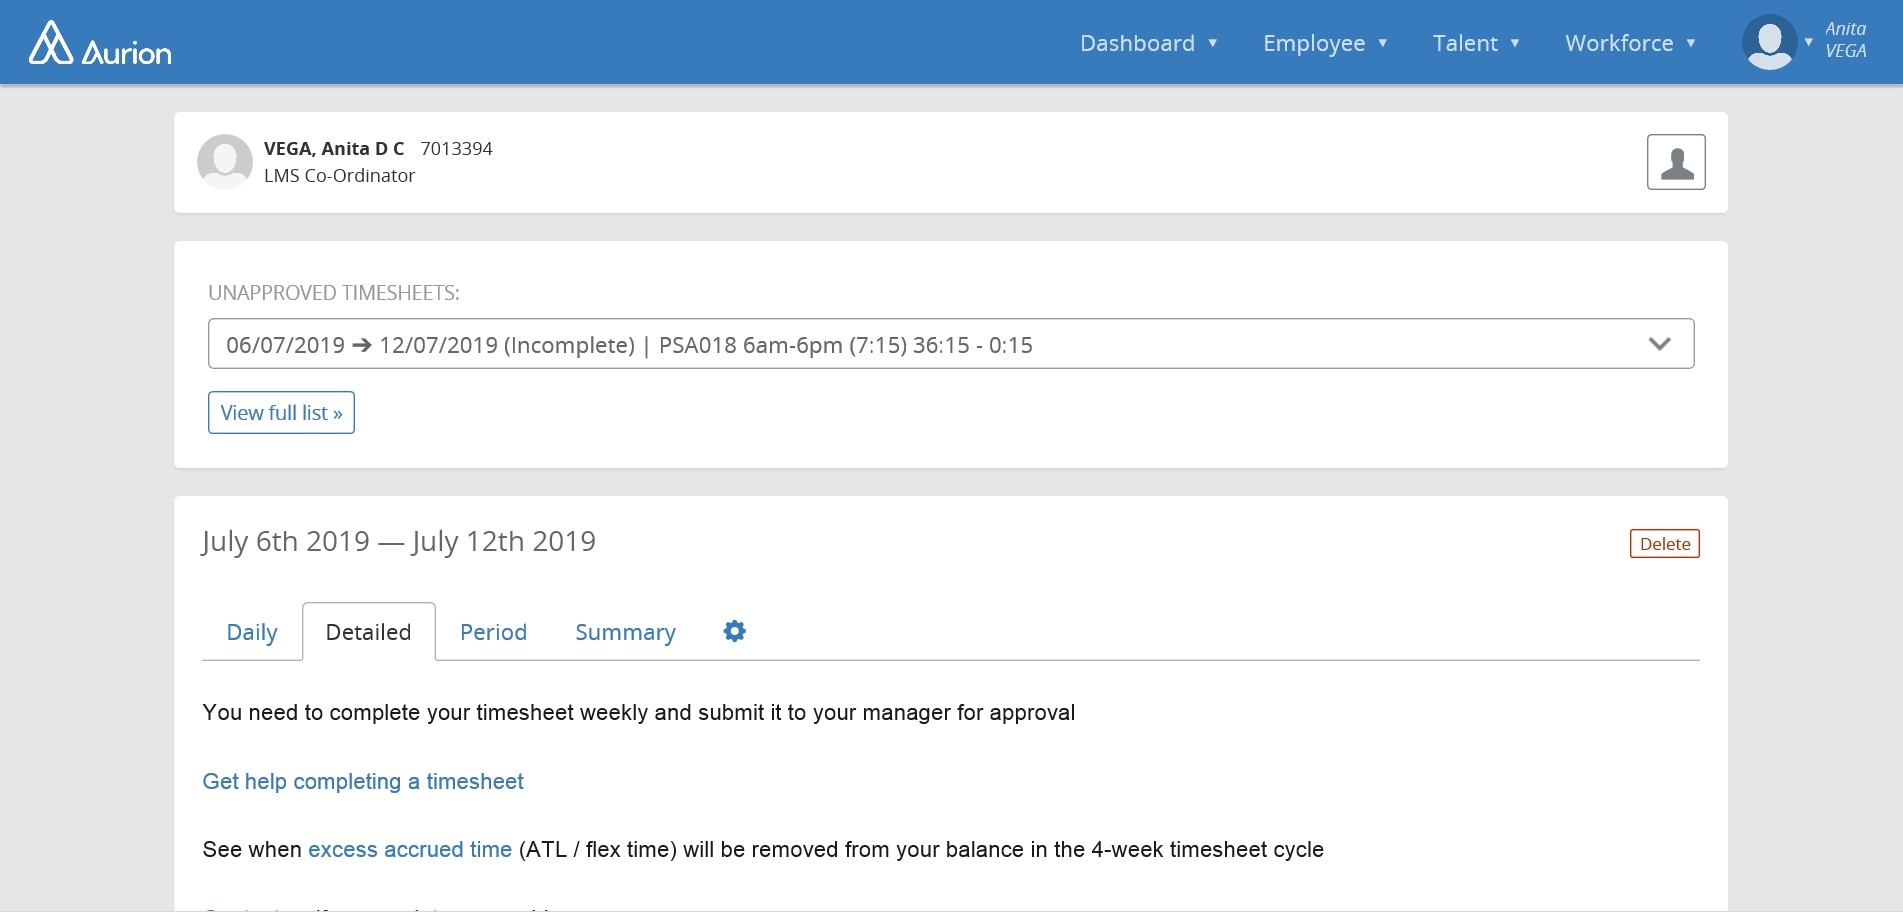 Aurion
Dashboard ▼ Employee ▼ Talent ▼ Workforce ▼ ▼ Anita
VEGA
VEGA, Anita D C 7013394
LMS Co-Ordinator
UNAPPROVED TIMESHEETS:
06/07/2019 ➔ 12/07/2019 (Incomplete) | PSA018 6am-6pm (7:15) 36:15 - 0:15
View full list »
July 6th 2019 — July 12th 2019
Delete
Daily Detailed Period Summary
You need to complete your timesheet weekly and submit it to your manager for approval
Get help completing a timesheet
See when excess accrued time (ATL / flex time) will be removed from your balance in the 4-week timesheet cycle